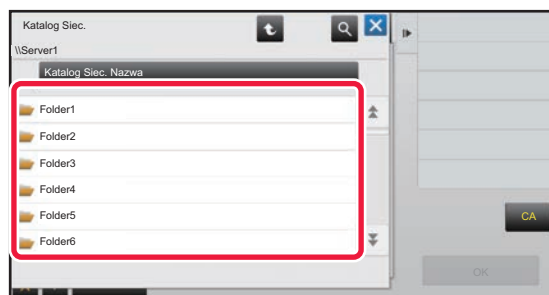 Katalog Siec.
\\Server1
Katalog Siec. Nazwa
Folder1
Folder2
Folder3
Folder4
Folder5
Folder6
CA
OK